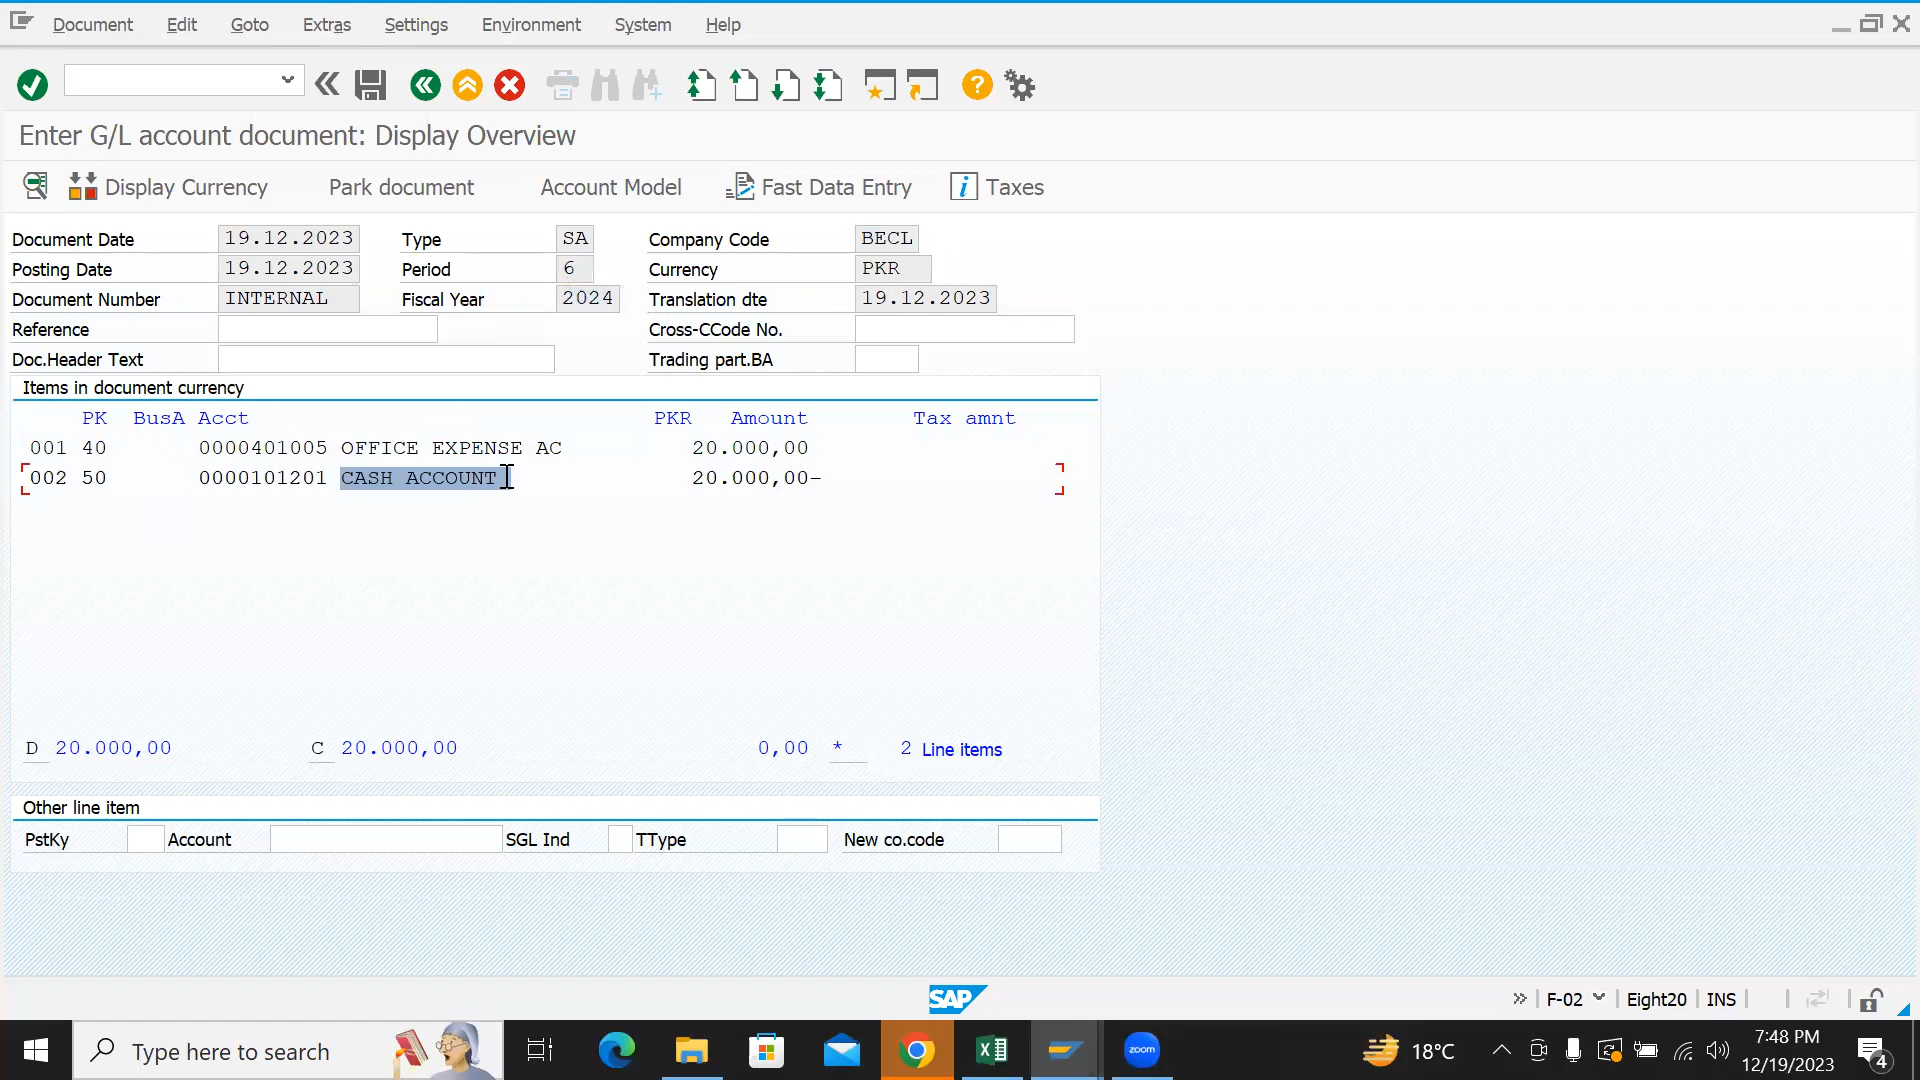 Document Edit Goto Extras Settings Environment System Help
Enter G/L account document: Display Overview
Display Currency Park document Account Model Fast Data Entry Taxes
Document Date 19.12.2023 Type SA Company Code BECL
Posting Date 19.12.2023 Period 6 Currency PKR
Document Number INTERNAL Fiscal Year 2024 Translation dte 19.12.2023
Reference Cross-CCode No.
Doc.Header Text Trading part.BA
Items in document currency
PK BusA Acct PKR Amount Tax amnt
001 40 0000401005 OFFICE EXPENSE AC 20.000,00
002 50 0000101201 CASH ACCOUNT 20.000,00-
D 20.000,00 C 20.000,00 0,00 * 2 Line items
Other line item
PstKy Account SGL Ind TType New co.code
SAP F-02 Eight20 INS
Type here to search zoom 18°C 7:48 PM
12/19/2023 4